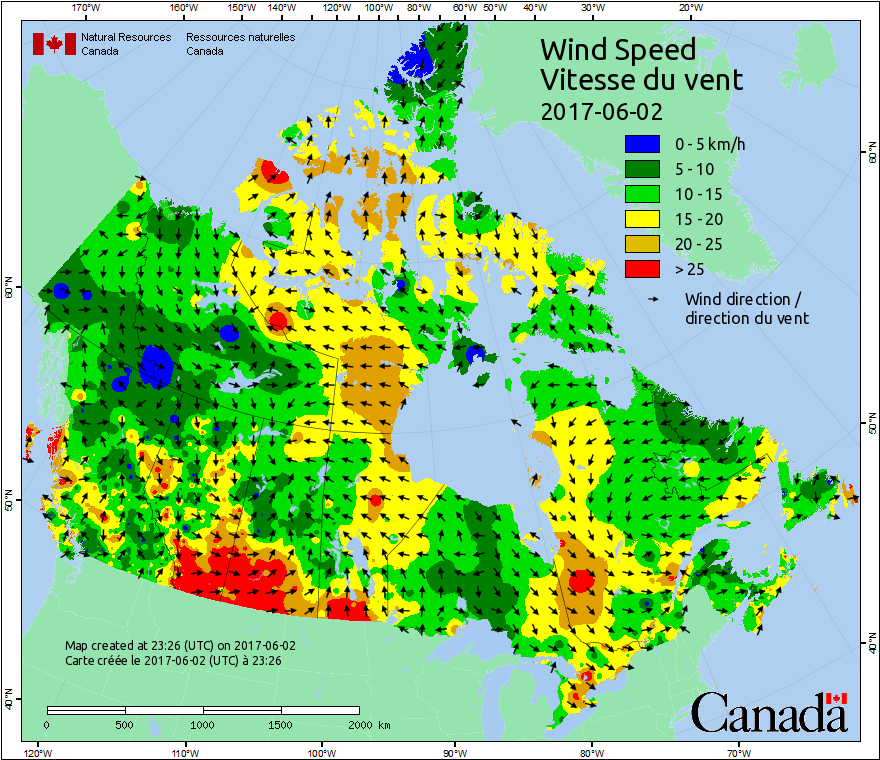 170°W 160°W 150°W 140°W 120°W 100°W 80°W 60°W 50°W 40°W 30°W 20°W
Natural Resources Ressources naturelles
Canada Canada
Wind Speed
Vitesse du vent
2017-06-02
0 - 5 km/h
5 - 10
10 - 15
15 - 20
20 - 25
> 25
Wind direction /
direction du vent
60°N
60°N
50°N
50°N
40°N
40°N
Map created at 23:26 (UTC) on 2017-06-02
Carte créée le 2017-06-02 (UTC) à 23:26
0 500 1000 1500 2000 km
Canada
120°W 110°W 100°W 90°W 80°W 70°W